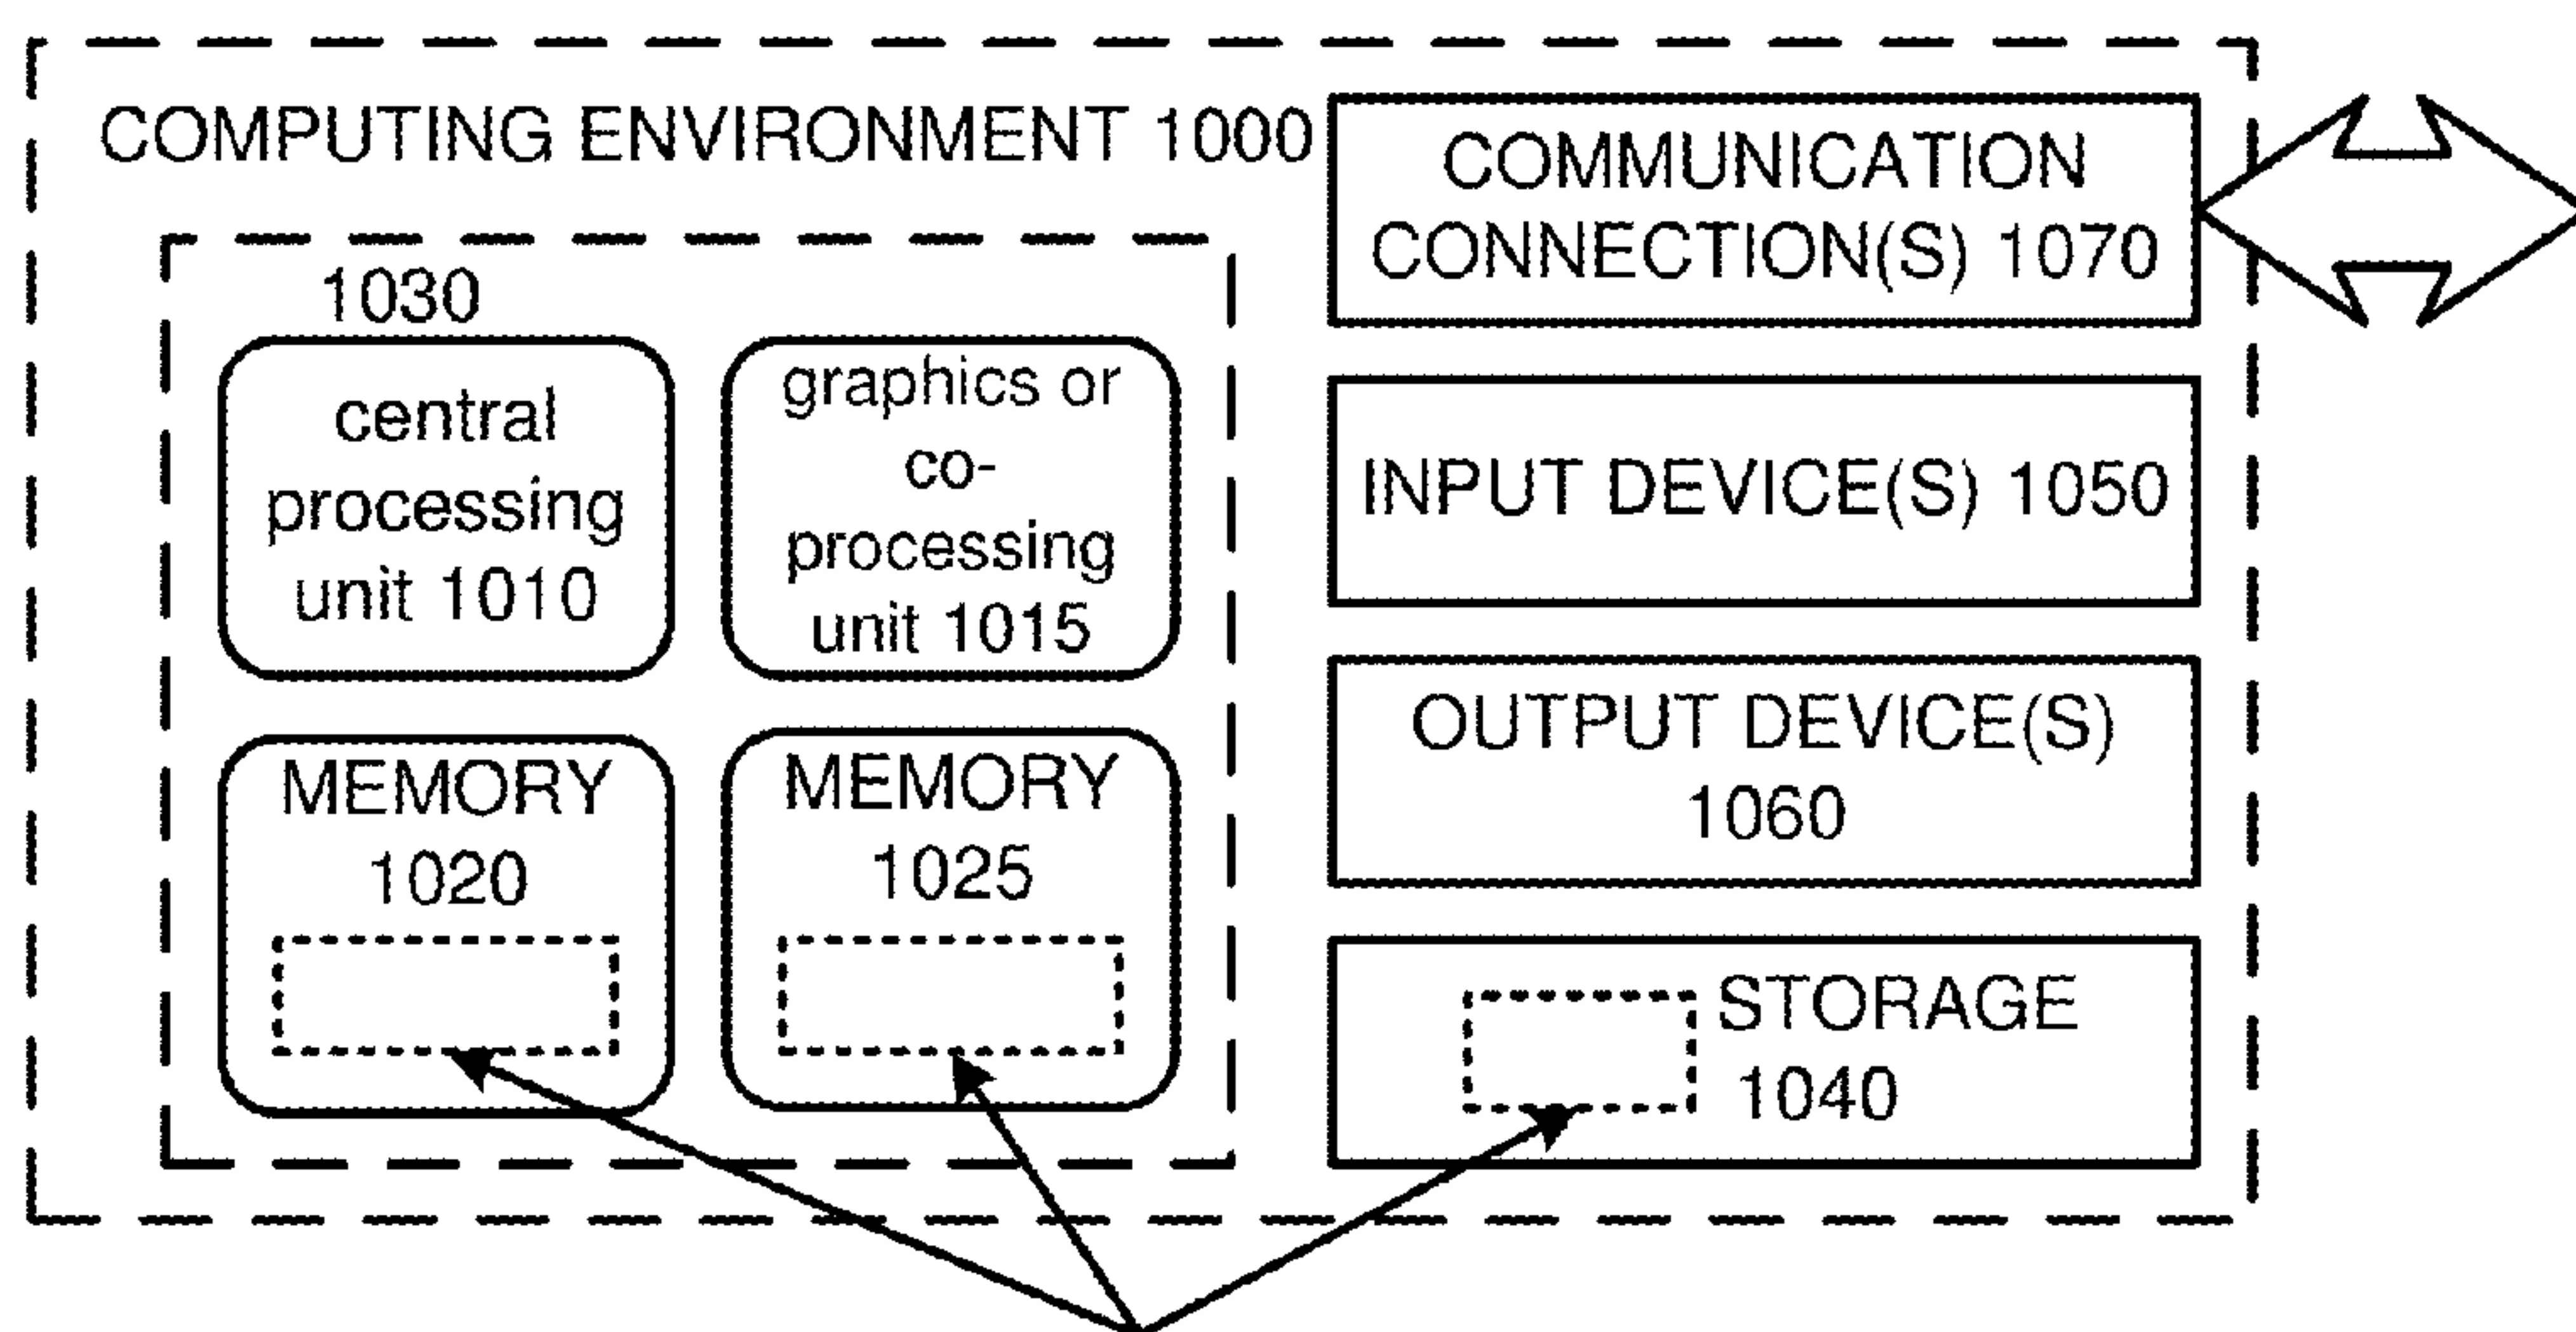 COMPUTING ENVIRONMENT 1000
1030
central
processing
unit 1010
graphics or
co-
processing
unit 1015
MEMORY
1020
MEMORY
1025
COMMUNICATION
CONNECTION(S) 1070
INPUT DEVICE(S) 1050
OUTPUT DEVICE(S)
1060
STORAGE
1040